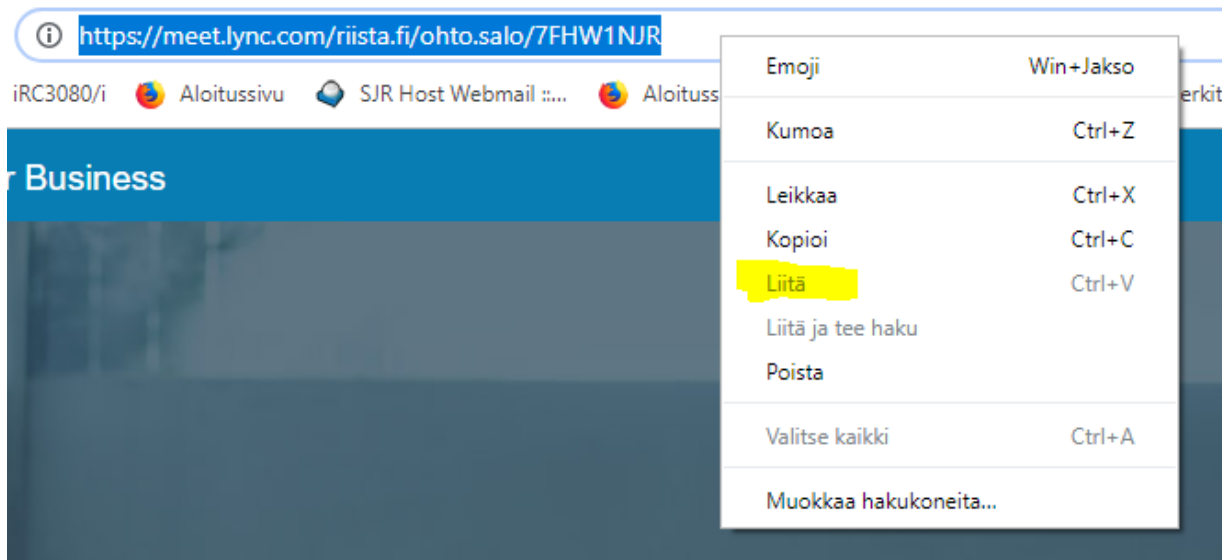 https://meet.lync.com/riista.fi/ohto.salo/7FHW1NJR
iRC3080/i Aloitussivu SJR Host Webmail ::... Aloituss erkit
r Business
Emoji Win+Jakso
Kumoa Ctrl+Z
Leikkaa Ctrl+X
Kopioi Ctrl+C
Liitä Ctrl+V
Liitä ja tee haku
Poista
Valitse kaikki Ctrl+A
Muokkaa hakukoneita...